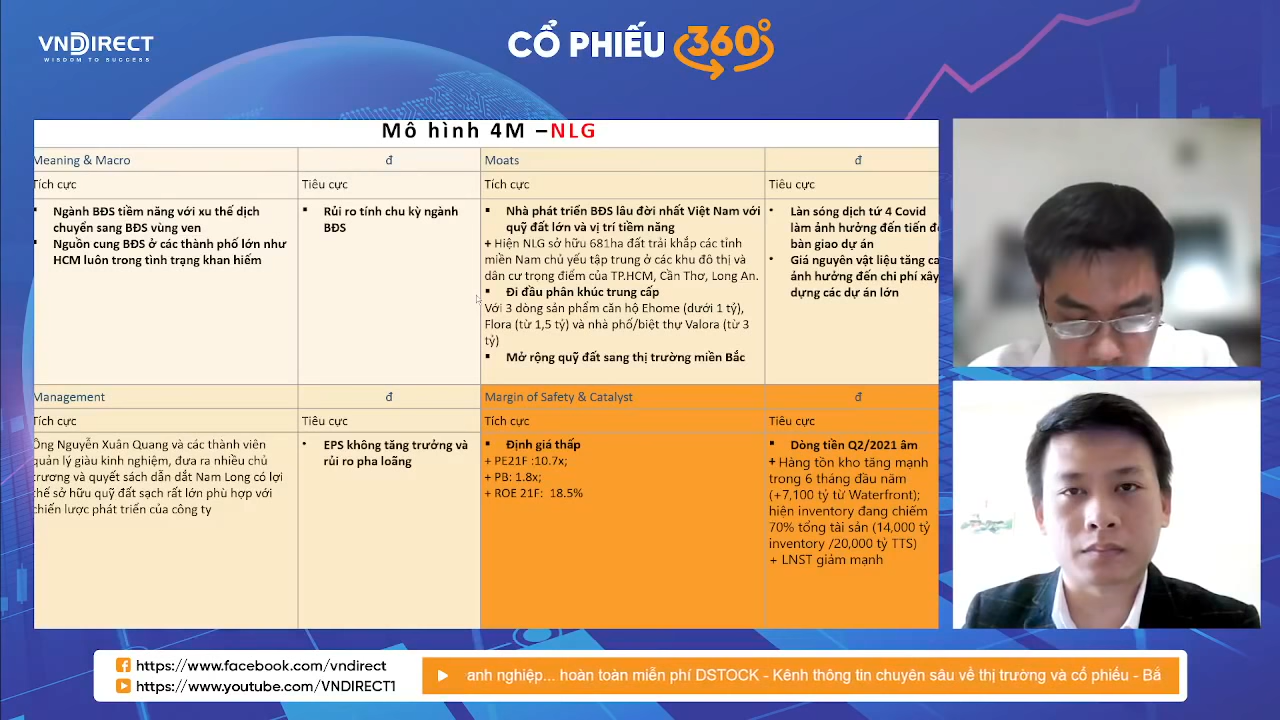 VNDIRECT
WISDOM TO SUCCESS
CỔ PHIẾU 360°
Mô hình 4M –NLG
Meaning & Macro
đ
Moats
đ
Tích cực
Tiêu cực
Tích cực
Tiêu cực
Ngành BĐS tiềm năng với xu thế dịch
chuyển sang BĐS vùng ven
Nguồn cung BĐS ở các thành phố lớn như
HCM luôn trong tình trạng khan hiếm
Rủi ro tính chu kỳ ngành
BĐS
Nhà phát triển BĐS lâu đời nhất Việt Nam với
quỹ đất lớn và vị trí tiềm năng
+ Hiện NLG sở hữu 681ha đất trải khắp các tỉnh
miền Nam chủ yếu tập trung ở các khu đô thị và
dân cư trọng điểm của TP.HCM, Cần Thơ, Long An.
Đi đầu phân khúc trung cấp
Với 3 dòng sản phẩm căn hộ Ehome (dưới 1 tỷ),
Flora (từ 1,5 tỷ) và nhà phố/biệt thự Valora (từ 3
tỷ)
Mở rộng quỹ đất sang thị trường miền Bắc
Làn sóng dịch tứ 4 Covid
làm ảnh hưởng đến tiến đ
bàn giao dự án
Giá nguyên vật liệu tăng ca
ảnh hưởng đến chi phí xây
dựng các dự án lớn
Management
đ
Margin of Safety & Catalyst
đ
Tích cực
Tiêu cực
Tích cực
Tiêu cực
Ông Nguyễn Xuân Quang và các thành viên
quản lý giàu kinh nghiệm, đưa ra nhiều chủ
trương và quyết sách dẫn dắt Nam Long có lợi
thế sở hữu quỹ đất sạch rất lớn phù hợp với
chiến lược phát triển của công ty
EPS không tăng trưởng và
rủi ro pha loãng
Định giá thấp
+ PE21F :10.7x;
+ PB: 1.8x;
+ ROE 21F: 18.5%
Dòng tiền Q2/2021 âm
+ Hàng tồn kho tăng mạnh
trong 6 tháng đầu năm
(+7,100 tỷ từ Waterfront);
hiện inventory đang chiếm
70% tổng tài sản (14,000 tỷ
inventory /20,000 tỷ TTS)
+ LNST giảm mạnh
https://www.facebook.com/vndirect
https://www.youtube.com/VNDIRECT1
anh nghiệp... hoàn toàn miễn phí DSTOCK - Kênh thông tin chuyên sâu về thị trường và cổ phiếu - Bả